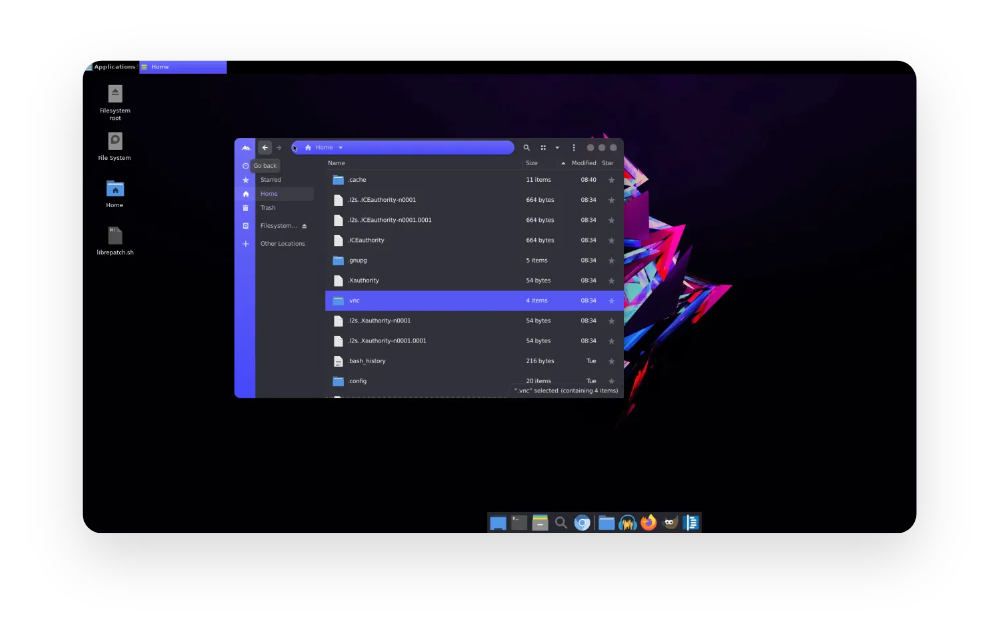 Applications
Home
Filesystem
root
File System
Home
librepatch.sh
Home
Go back
Starred
Home
Trash
Filesystem...
Other Locations
Name Size Modified Star
.cache 11 items 08:40
.l2s..ICEauthority-n0001 664 bytes 08:34
.l2s..ICEauthority-n0001.0001 664 bytes 08:34
.ICEauthority 664 bytes 08:34
.gnupg 5 items 08:34
.Xauthority 54 bytes 08:34
.vnc 4 items 08:34
.l2s..Xauthority-n0001 54 bytes 08:34
.l2s..Xauthority-n0001.0001 54 bytes 08:34
.bash_history 216 bytes Tue
.config 20 items Tue
".vnc" selected (containing 4 items)